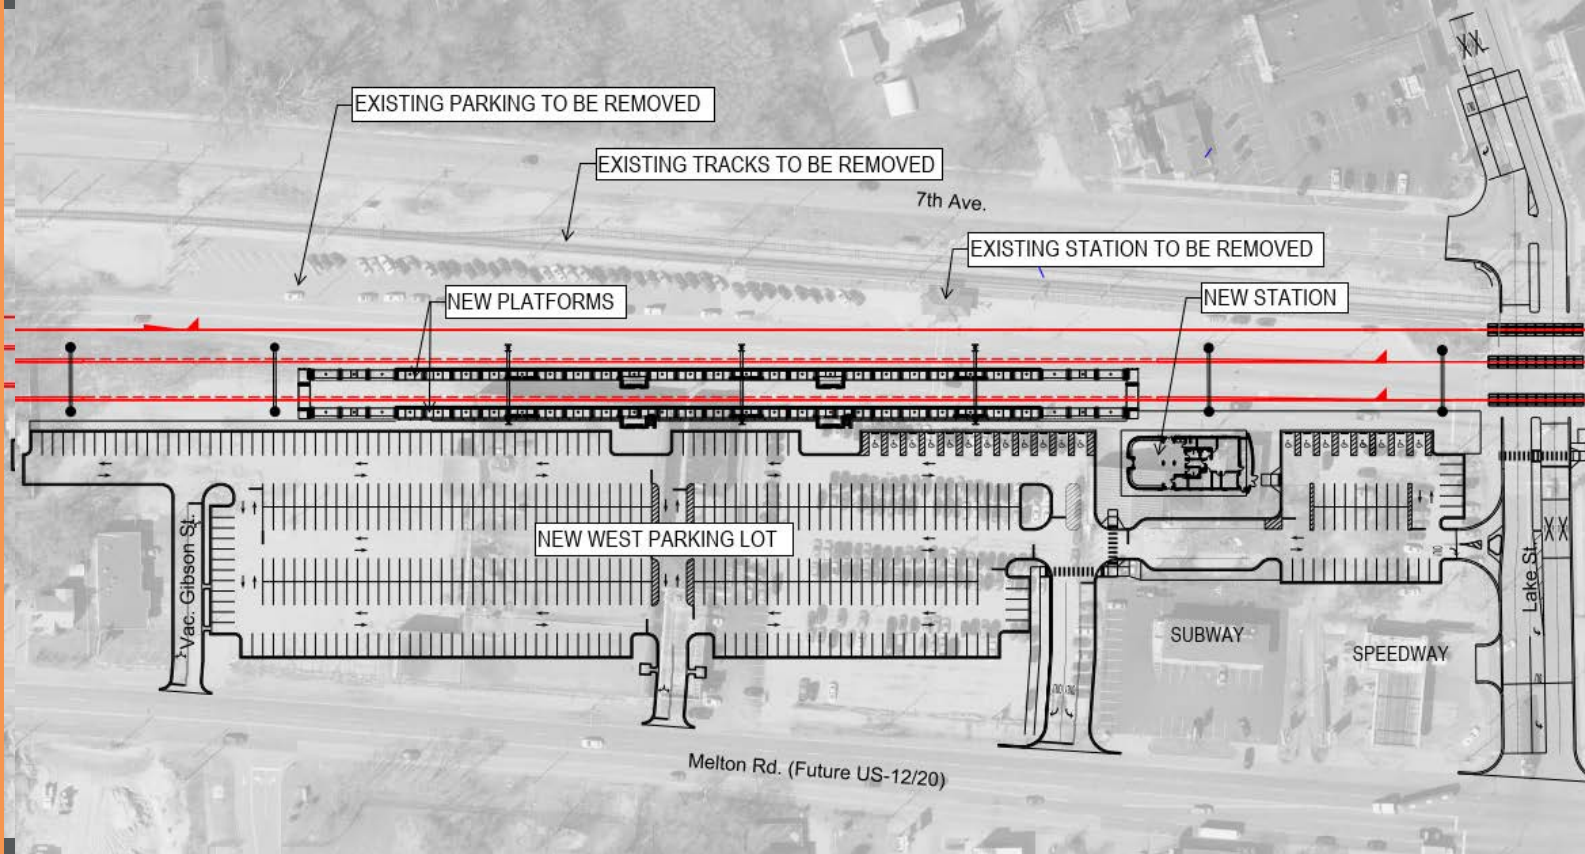 EXISTING PARKING TO BE REMOVED
EXISTING TRACKS TO BE REMOVED
7th Ave.
EXISTING STATION TO BE REMOVED
NEW PLATFORMS
NEW STATION
NEW WEST PARKING LOT
Vac. Gibson St.
Lake St.
SUBWAY
SPEEDWAY
Melton Rd. (Future US-12/20)